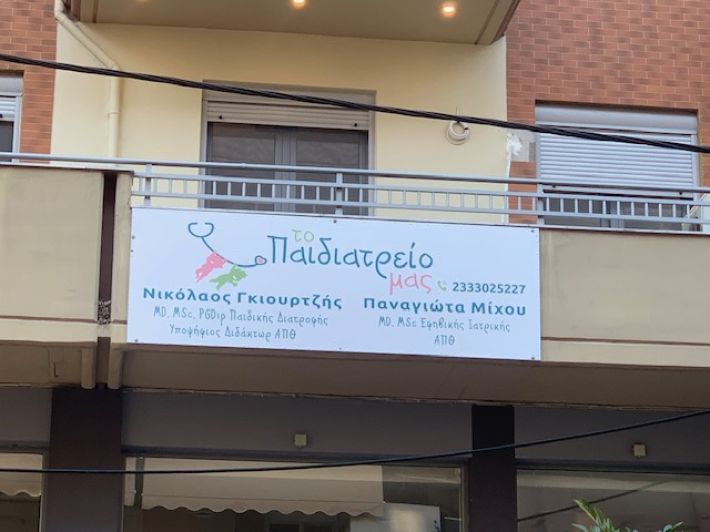 το
Παιδιατρείο
μας 2333025227
Νικόλαος Γκιουρτζής
MD, MSc, PGDip Παιδικής Διατροφής
Υποψήφιος Διδάκτωρ ΑΠΘ
Παναγιώτα Μίχου
MD, MSc Εφηβικής Ιατρικής
ΑΠΘ